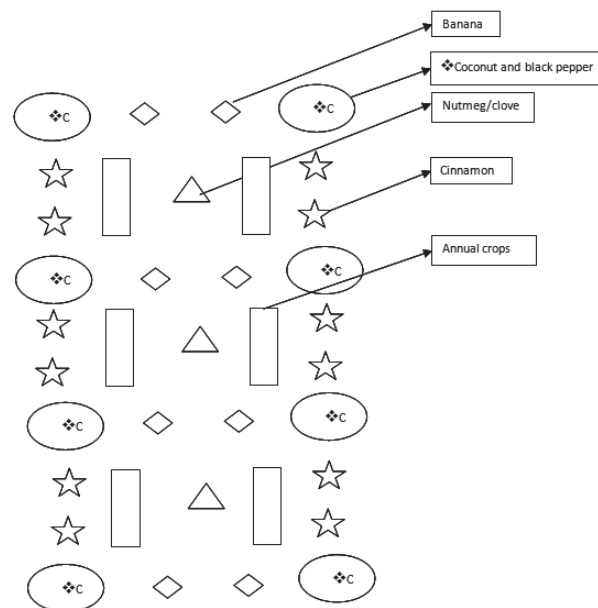 Banana
❖Coconut and black pepper
❖C
❖C
Nutmeg/clove
Cinnamon
Annual crops
❖C
❖C
❖C
❖C
❖C
❖C